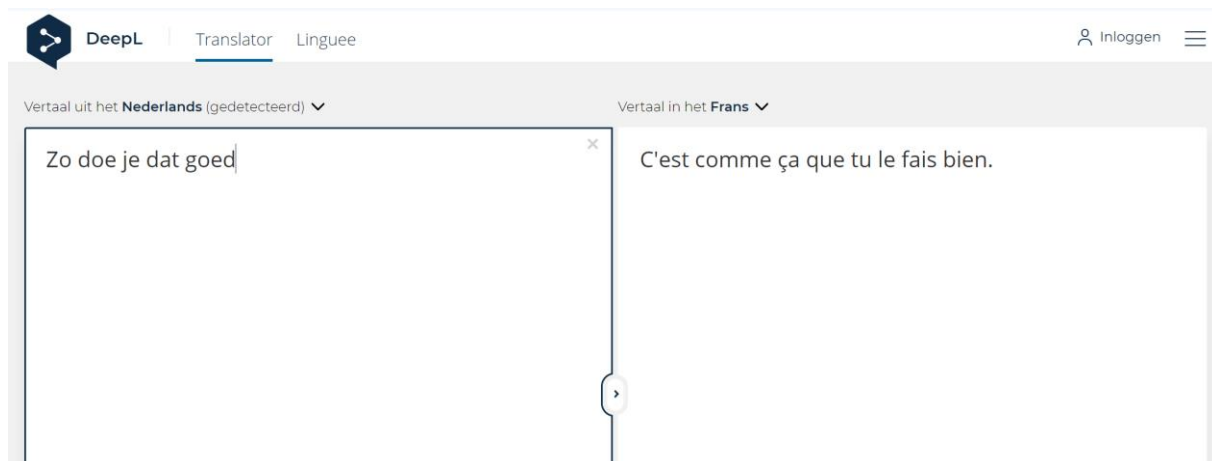 DeepL Translator Linguee Inloggen
Vertaal uit het Nederlands (gedetecteerd)
Vertaal in het Frans
Zo doe je dat goed
C'est comme ça que tu le fais bien.